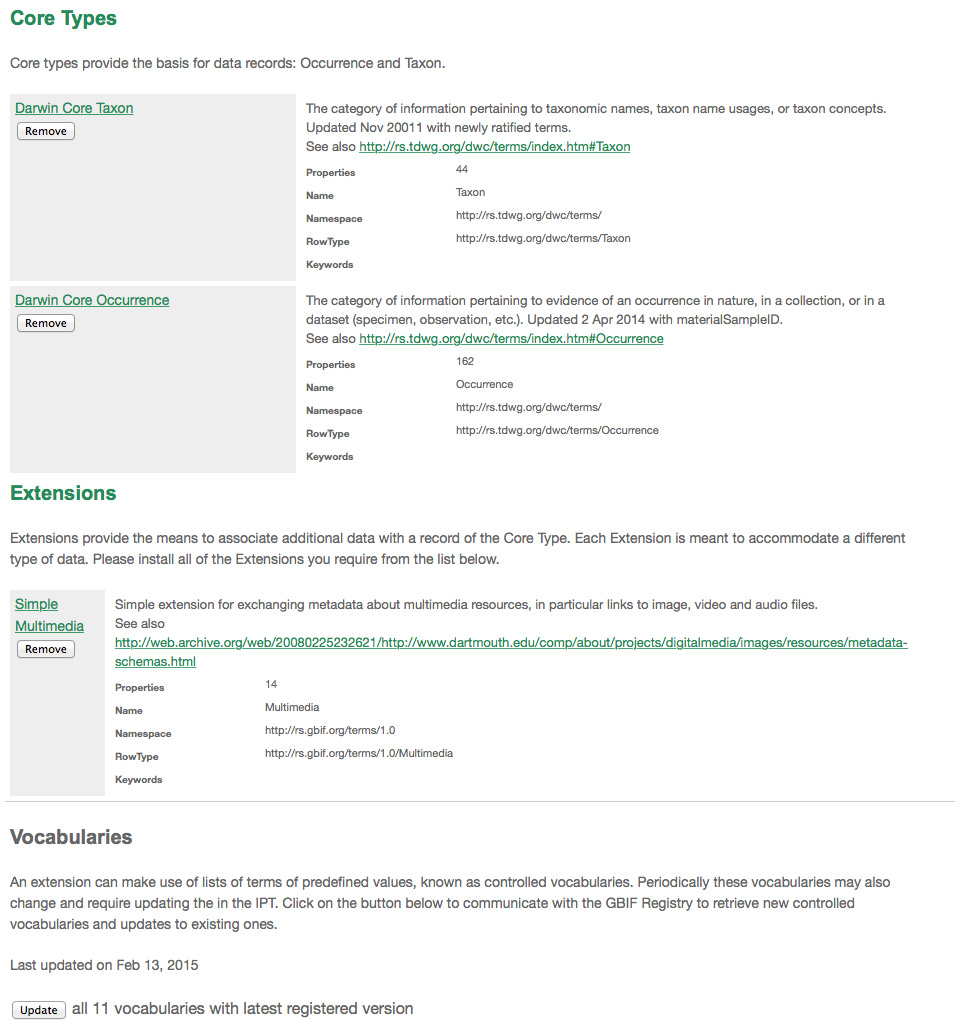 Core Types
Core types provide the basis for data records: Occurrence and Taxon.
Darwin Core Taxon
Remove
The category of information pertaining to taxonomic names, taxon name usages, or taxon concepts.
Updated Nov 20011 with newly ratified terms.
See also http://rs.tdwg.org/dwc/terms/index.htm#Taxon
Properties 44
Name Taxon
Namespace http://rs.tdwg.org/dwc/terms/
RowType http://rs.tdwg.org/dwc/terms/Taxon
Keywords
Darwin Core Occurrence
Remove
The category of information pertaining to evidence of an occurrence in nature, in a collection, or in a
dataset (specimen, observation, etc.). Updated 2 Apr 2014 with materialSampleID.
See also http://rs.tdwg.org/dwc/terms/index.htm#Occurrence
Properties 162
Name Occurrence
Namespace http://rs.tdwg.org/dwc/terms/
RowType http://rs.tdwg.org/dwc/terms/Occurrence
Keywords
Extensions
Extensions provide the means to associate additional data with a record of the Core Type. Each Extension is meant to accommodate a different
type of data. Please install all of the Extensions you require from the list below.
Simple
Multimedia
Remove
Simple extension for exchanging metadata about multimedia resources, in particular links to image, video and audio files.
See also
http://web.archive.org/web/20080225232621/http://www.dartmouth.edu/comp/about/projects/digitalmedia/images/resources/metadata-
schemas.html
Properties 14
Name Multimedia
Namespace http://rs.gbif.org/terms/1.0
RowType http://rs.gbif.org/terms/1.0/Multimedia
Keywords
Vocabularies
An extension can make use of lists of terms of predefined values, known as controlled vocabularies. Periodically these vocabularies may also
change and require updating the in the IPT. Click on the button below to communicate with the GBIF Registry to retrieve new controlled
vocabularies and updates to existing ones.
Last updated on Feb 13, 2015
Update all 11 vocabularies with latest registered version